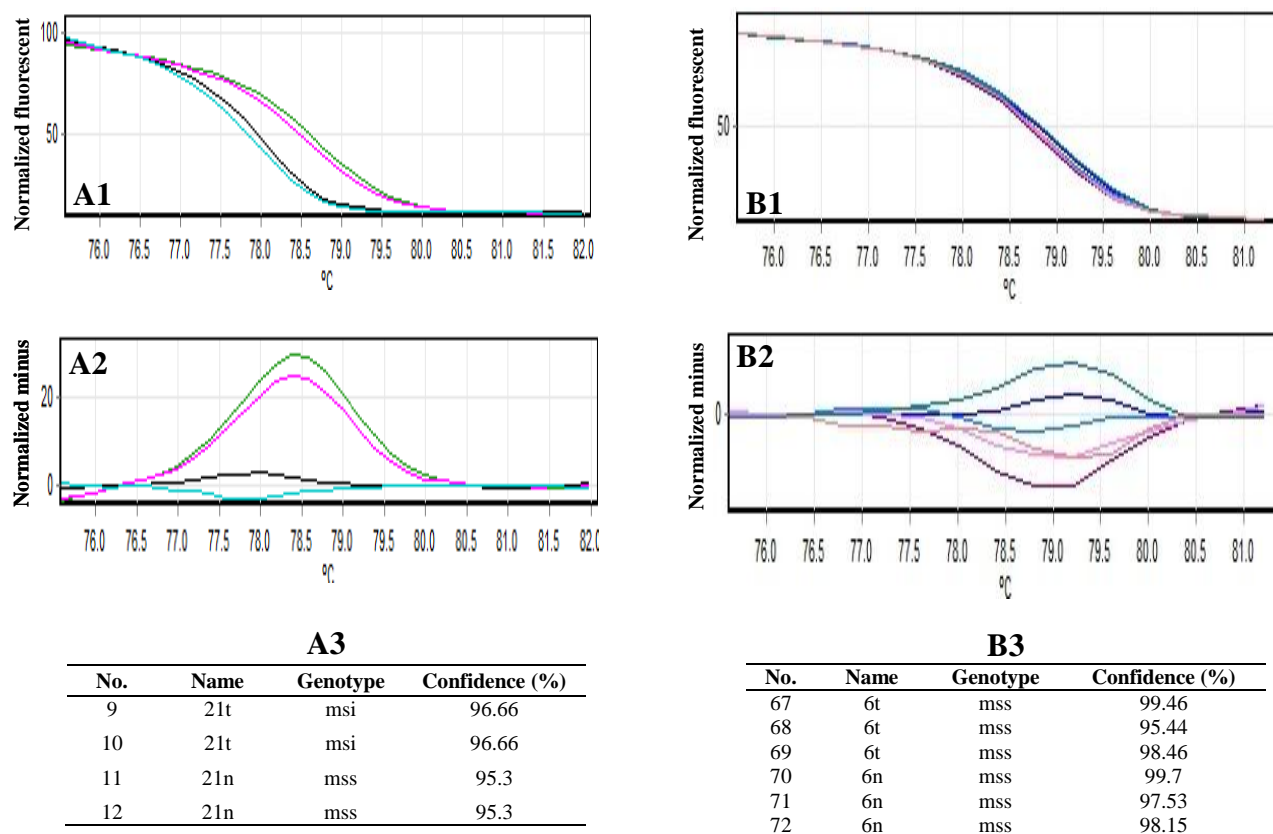 Normalized fluorescent
100
50
A1
76.0 76.5 77.0 77.5 78.0 78.5 79.0 79.5 80.0 80.5 81.0 81.5 82.0
ºC
Normalized fluorescent
50
B1
76.0 76.5 77.0 77.5 78.0 78.5 79.0 79.5 80.0 80.5 81.0
ºC
Normalized minus
A2
20
0
76.0 76.5 77.0 77.5 78.0 78.5 79.0 79.5 80.0 80.5 81.0 81.5 82.0
ºC
Normalized minus
B2
0
76.0 76.5 77.0 77.5 78.0 78.5 79.0 79.5 80.0 80.5 81.0
ºC
A3
No. Name Genotype Confidence (%)
9 21t msi 96.66
10 21t msi 96.66
11 21n mss 95.3
12 21n mss 95.3
B3
No. Name Genotype Confidence (%)
67 6t mss 99.46
68 6t mss 95.44
69 6t mss 98.46
70 6n mss 99.7
71 6n mss 97.53
72 6n mss 98.15